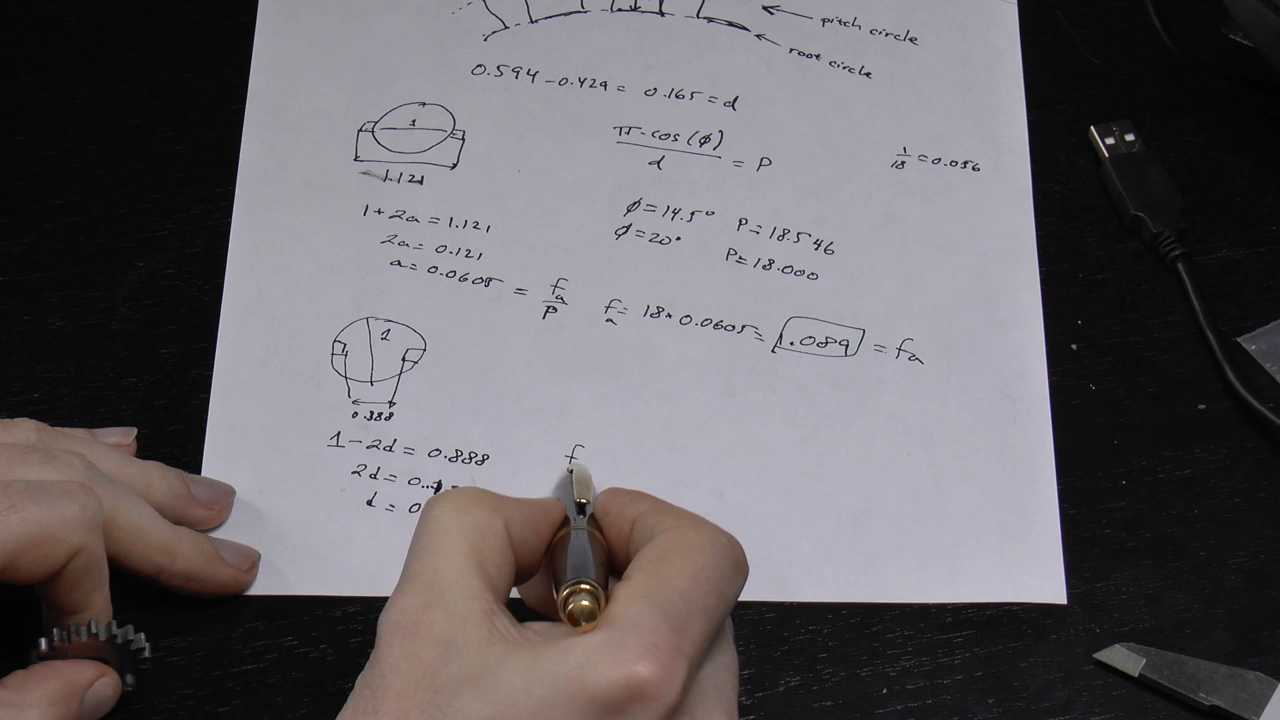 pitch circle
root circle
0.594 - 0.429 = 0.165 = d
1
1.121
π·cos(ϕ)
d
= P
1/18 = 0.056
1 + 2a = 1.121
2a = 0.121
a = 0.0605 = fa/P
ϕ = 14.5° P = 18.546
ϕ = 20° P = 18.000
fa = 18 * 0.0605 = 1.089 = fa
1
0.888
1 - 2d = 0.888
2d = 0.
d = 0
f